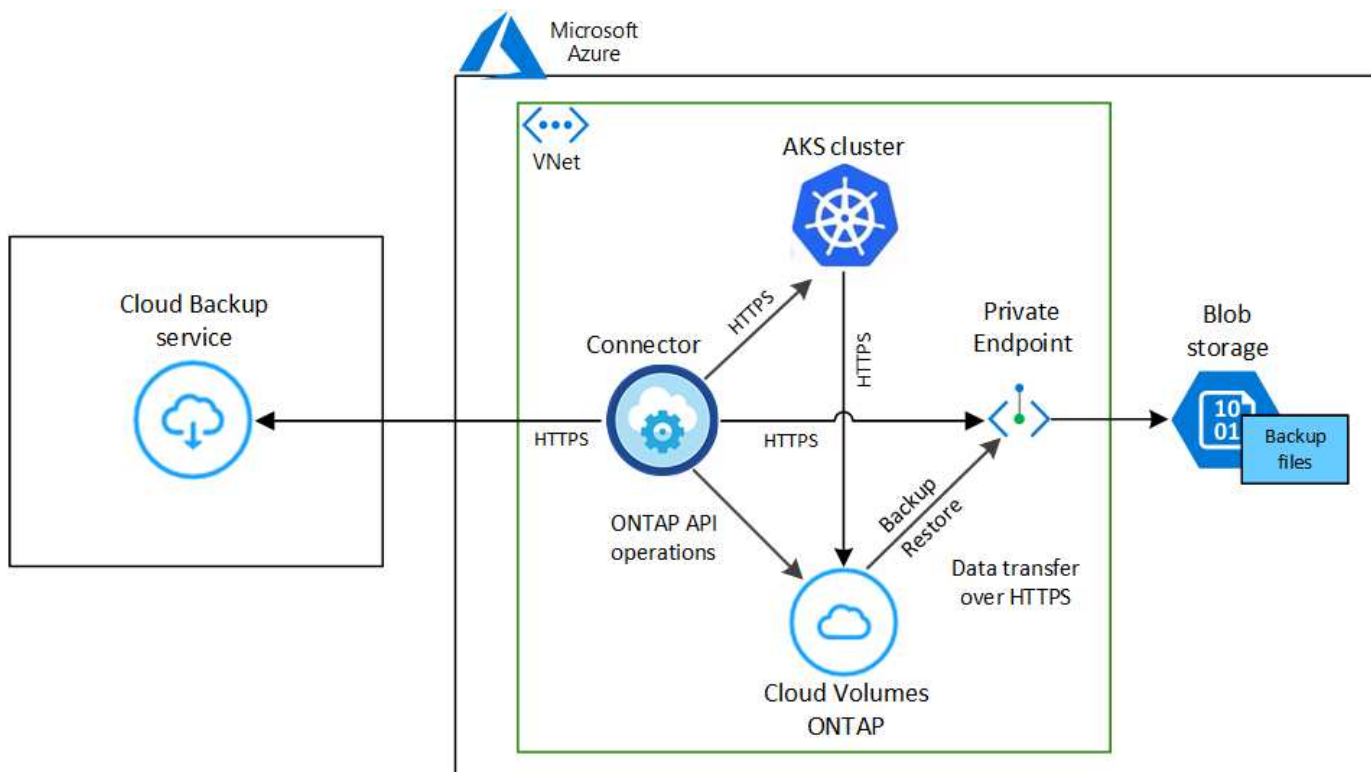 Microsoft
Azure
VNet
AKS cluster
Cloud Backup
service
Connector
HTTPS
HTTPS
Private
Endpoint
Blob
storage
10
01
Backup
files
HTTPS
HTTPS
ONTAP API
operations
Backup
Restore
Data transfer
over HTTPS
Cloud Volumes
ONTAP